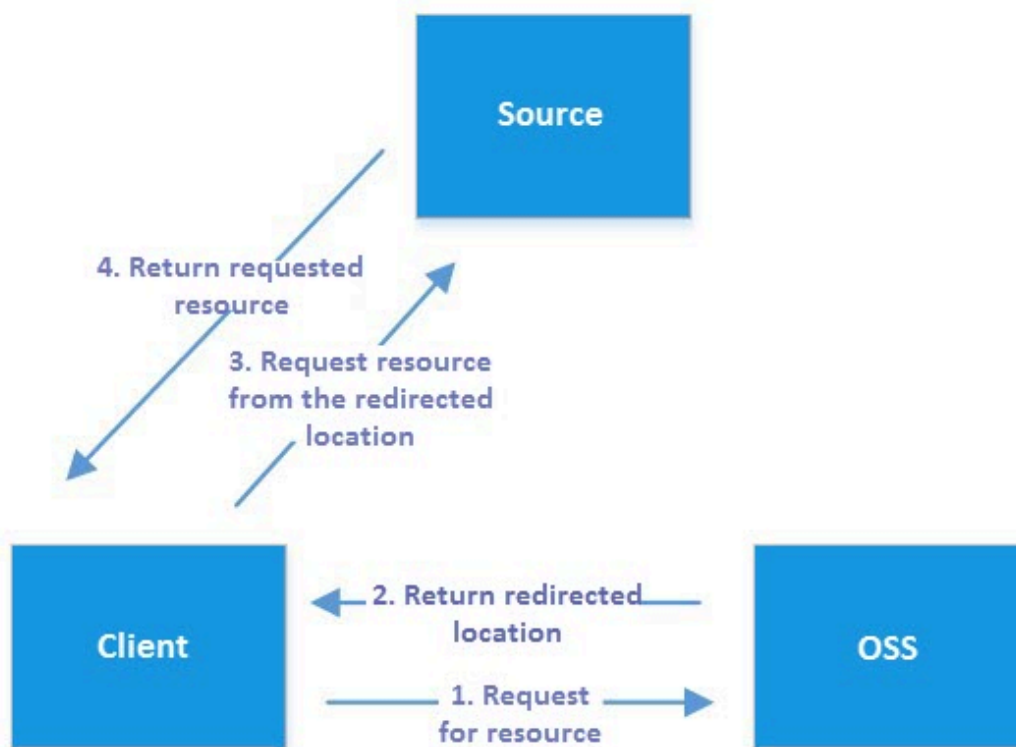 Source
4. Return requested
resource
3. Request resource
from the redirected
location
2. Return redirected
location
Client
OSS
1. Request
for resource